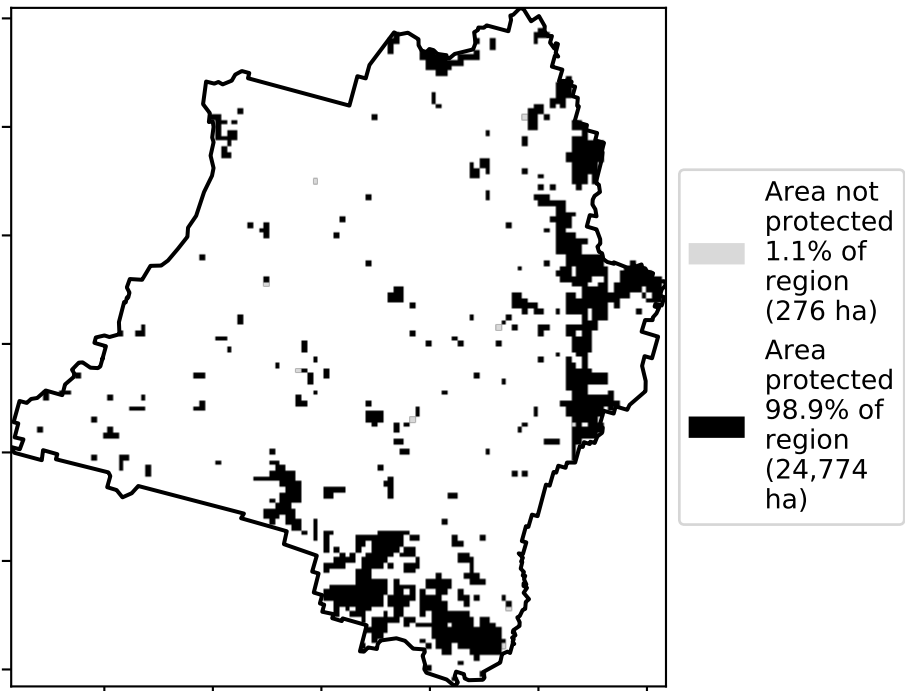 Area not
protected
1.1% of
region
(276 ha)
Area
protected
98.9% of
region
(24,774
ha)